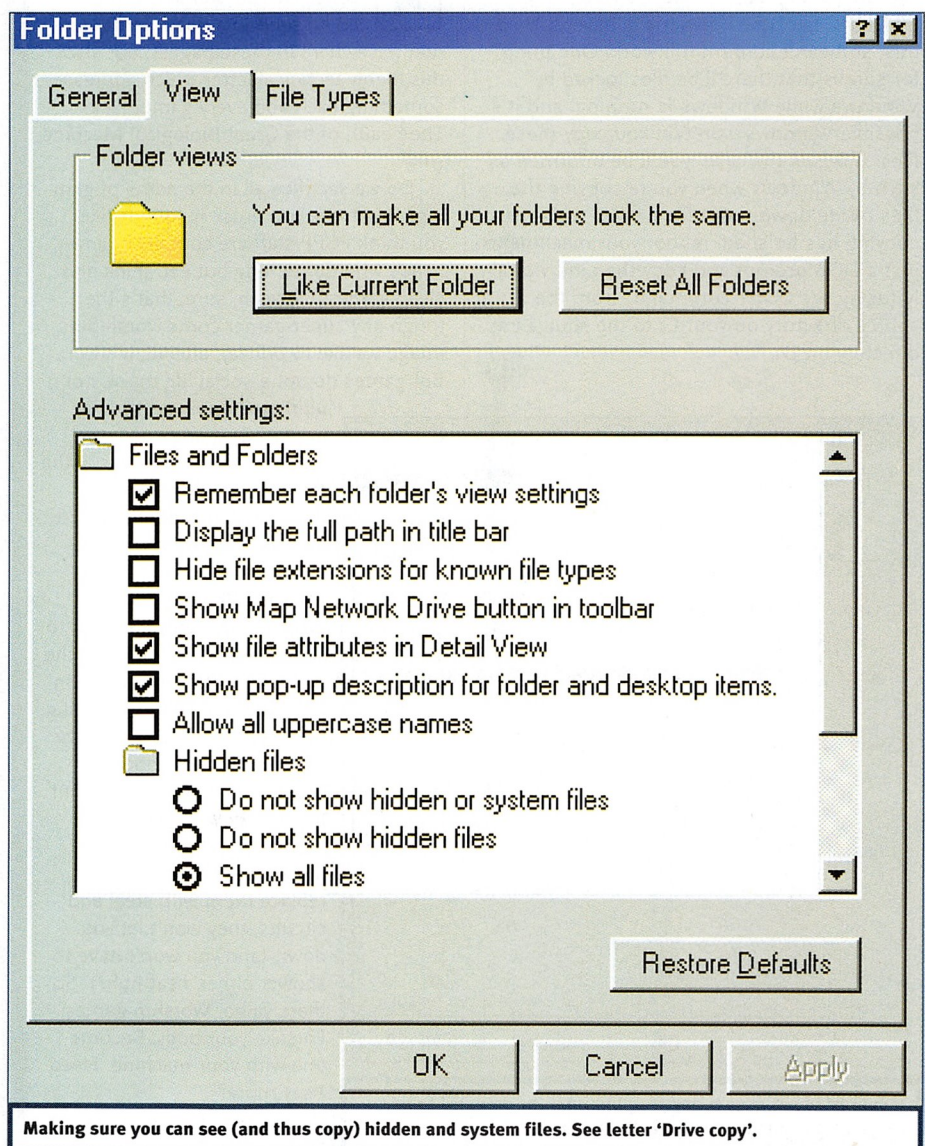 Folder Options
General View File Types
Folder views
You can make all your folders look the same.
Like Current Folder Reset All Folders
Advanced settings:
Files and Folders
Remember each folder's view settings
Display the full path in title bar
Hide file extensions for known file types
Show Map Network Drive button in toolbar
Show file attributes in Detail View
Show pop-up description for folder and desktop items.
Allow all uppercase names
Hidden files
Do not show hidden or system files
Do not show hidden files
Show all files
Restore Defaults
OK Cancel Apply
Making sure you can see (and thus copy) hidden and system files. See letter 'Drive copy'.